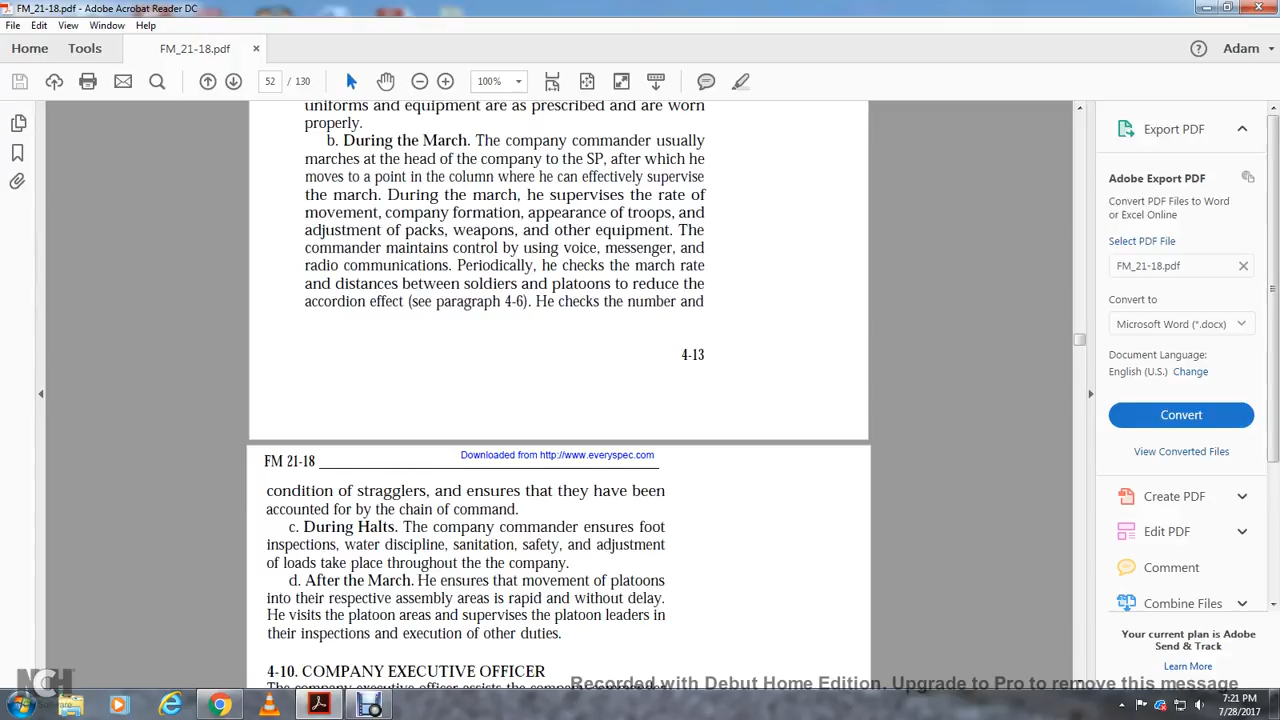 FM_21-18.pdf - Adobe Acrobat Reader DC
File Edit View Window Help
Home Tools FM_21-18.pdf × Adam
52 / 130 100%
uniforms and equipment are as prescribed and are worn
properly.
b. During the March. The company commander usually
marches at the head of the company to the SP, after which he
moves to a point in the column where he can effectively supervise
the march. During the march, he supervises the rate of
movement, company formation, appearance of troops, and
adjustment of packs, weapons, and other equipment. The
commander maintains control by using voice, messenger, and
radio communications. Periodically, he checks the march rate
and distances between soldiers and platoons to reduce the
accordion effect (see paragraph 4-6). He checks the number and
4-13
FM 21-18
Downloaded from http://www.everyspec.com
condition of stragglers, and ensures that they have been
accounted for by the chain of command.
c. During Halts. The company commander ensures foot
inspections, water discipline, sanitation, safety, and adjustment
of loads take place throughout the the company.
d. After the March. He ensures that movement of platoons
into their respective assembly areas is rapid and without delay.
He visits the platoon areas and supervises the platoon leaders in
their inspections and execution of other duties.
4-10. COMPANY EXECUTIVE OFFICER
The company executive officer assists the company
Export PDF
Adobe Export PDF
Convert PDF Files to Word
or Excel Online
Select PDF File
FM_21-18.pdf
Convert to
Microsoft Word (*.docx)
Document Language:
English (U.S.) Change
Convert
View Converted Files
Create PDF
Edit PDF
Comment
Combine Files
Your current plan is Adobe
Send & Track
Learn More
NCH
Software
Recorded with Debut Home Edition. Upgrade to Pro to remove this message
7:21 PM
7/28/2017